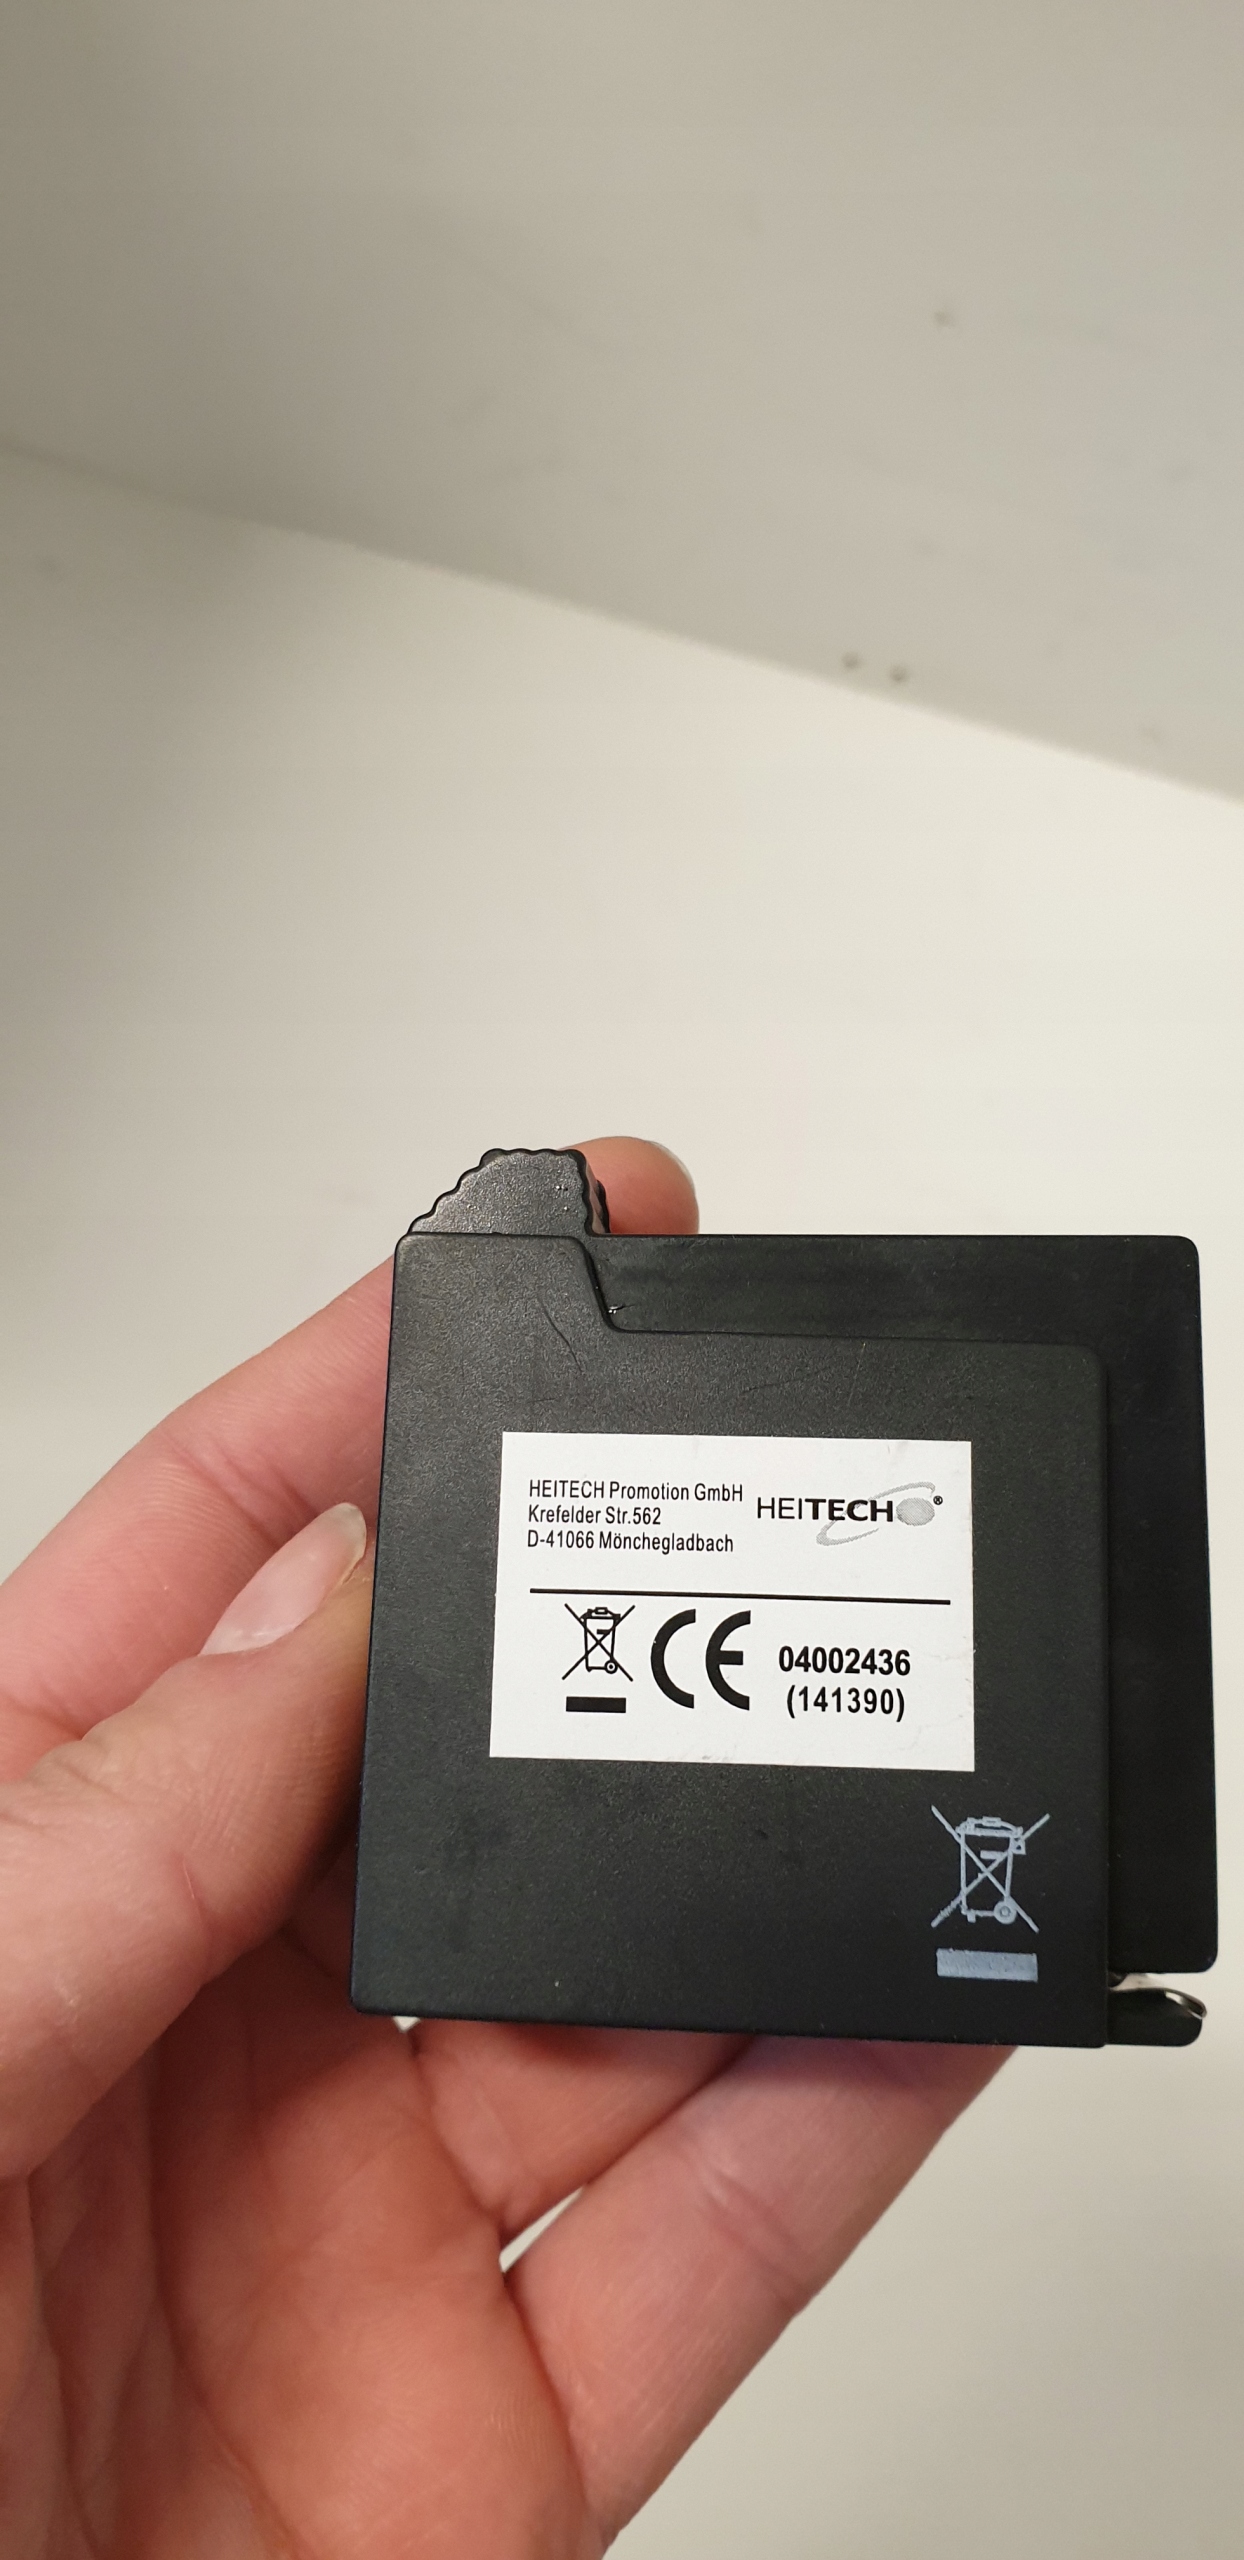 HEITECH Promotion GmbH
Krefelder Str.562
D-41066 Mönchegladbach
HEITECH®
CE
04002436
(141390)